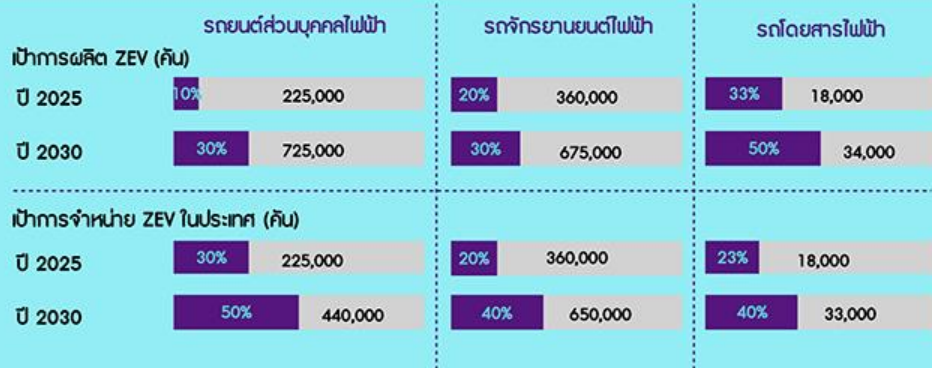 รถยนต์ส่วนบุคคลไฟฟ้า รถจักรยานยนต์ไฟฟ้า รถโดยสารไฟฟ้า
เป้าการผลิต ZEV (คัน)
ปี 2025 10% 225,000 20% 360,000 33% 18,000
ปี 2030 30% 725,000 30% 675,000 50% 34,000
เป้าการจำหน่าย ZEV ในประเทศ (คัน)
ปี 2025 30% 225,000 20% 360,000 23% 18,000
ปี 2030 50% 440,000 40% 650,000 40% 33,000